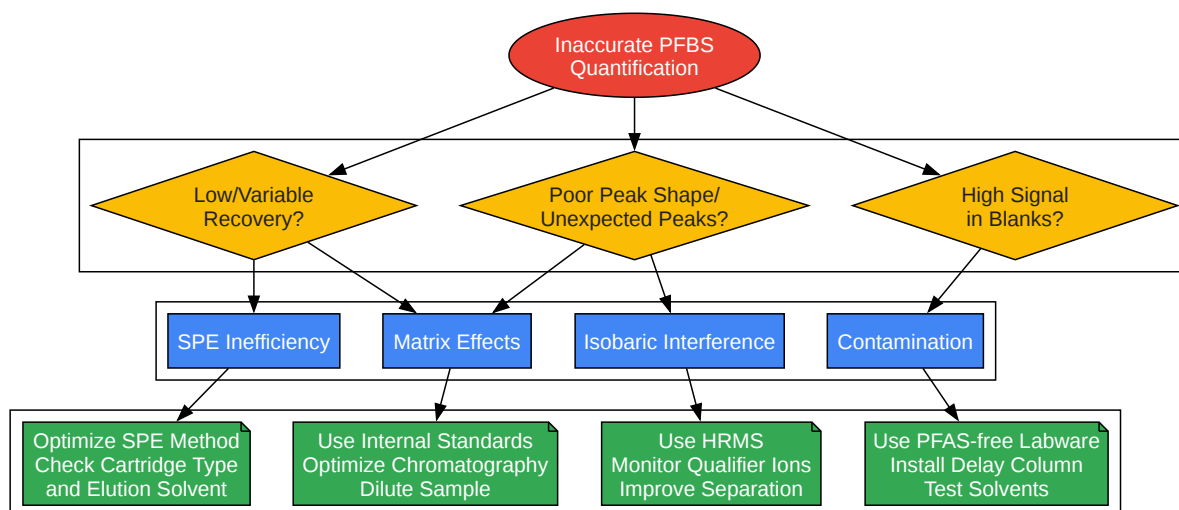 Inaccurate PFBS
Quantification
Low/Variable
Recovery?
Poor Peak Shape/
Unexpected Peaks?
High Signal
in Blanks?
SPE Inefficiency
Matrix Effects
Isobaric Interference
Contamination
Optimize SPE Method
Check Cartridge Type
and Elution Solvent
Use Internal Standards
Optimize Chromatography
Dilute Sample
Use HRMS
Monitor Qualifier Ions
Improve Separation
Use PFAS-free Labware
Install Delay Column
Test Solvents